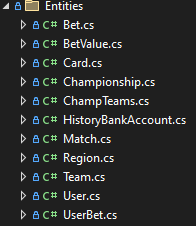 Entities
C# Bet.cs
C# BetValue.cs
C# Card.cs
C# Championship.cs
C# ChampTeams.cs
C# HistoryBankAccount.cs
C# Match.cs
C# Region.cs
C# Team.cs
C# User.cs
C# UserBet.cs